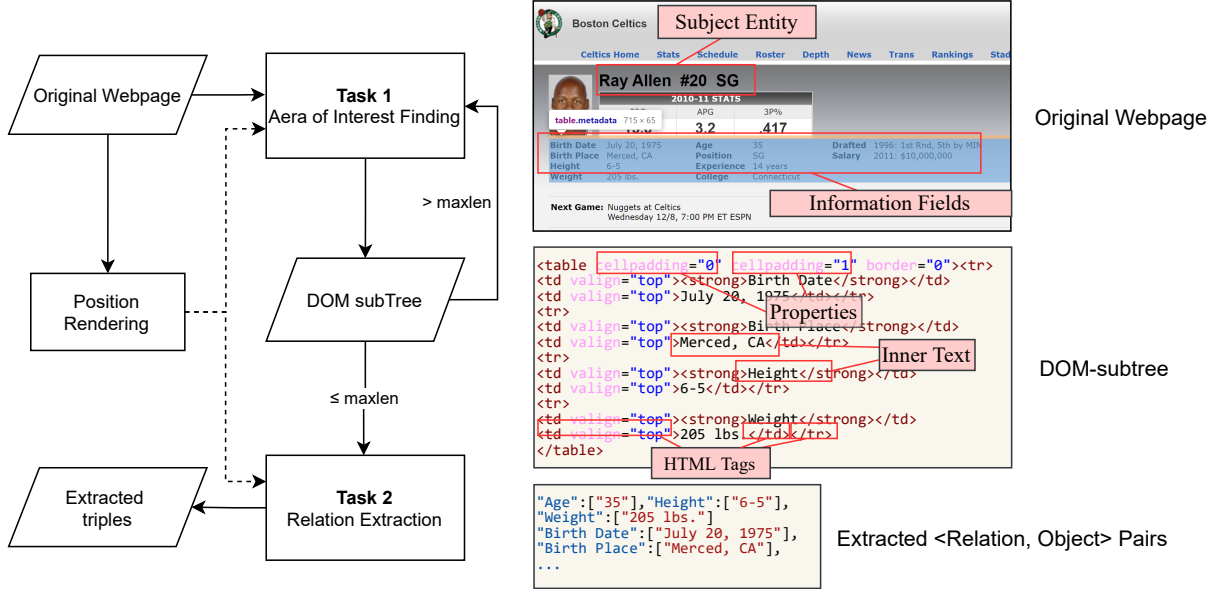 Original Webpage
Task 1
Aera of Interest Finding
> maxlen
Position
Rendering
DOM subTree
≤ maxlen
Extracted
triples
Task 2
Relation Extraction
Boston Celtics
Subject Entity
Celtics Home Stats Schedule Roster Depth News Trans Rankings Stad
Ray Allen #20 SG
2010-11 STATS
APG 3P%
table.metadata 715 × 65
3.2 .417
Birth Date July 20, 1975 Age 35 Drafted 1996: 1st Rnd, 5th by MIN
Birth Place Merced, CA Position SG Salary 2011: $10,000,000
Height 6-5 Experience 14 years
Weight 205 lbs. College Connecticut
Information Fields
Next Game: Nuggets at Celtics
Wednesday 12/8, 7:00 PM ET ESPN
Original Webpage
<table cellpadding="0" cellpadding="1" border="0"><tr>
<td valign="top"><strong>Birth Date</strong></td>
<td valign="top">July 20, 1975</td></tr>
<tr>
Properties
<td valign="top"><strong>Birth Place</strong></td>
<td valign="top">Merced, CA</td></tr>
<tr>
Inner Text
<td valign="top"><strong>Height</strong></td>
<td valign="top">6-5</td></tr>
<tr>
<td valign="top"><strong>Weight</strong></td>
<td valign="top">205 lbs.</td></tr>
</table>
HTML Tags
DOM-subtree
"Age":["35"],"Height":["6-5"],
"Weight":["205 lbs."]
"Birth Date":["July 20, 1975"],
"Birth Place":["Merced, CA"],
...
Extracted <Relation, Object> Pairs